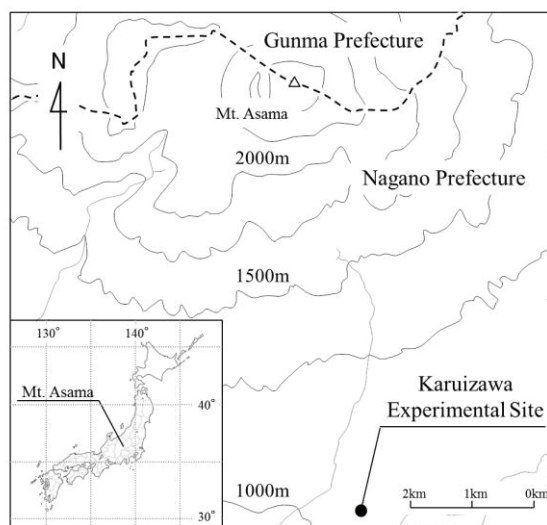 Gunma Prefecture
N
Mt. Asama
2000m
Nagano Prefecture
1500m
130°
140°
Mt. Asama
40°
30°
Karuizawa
Experimental Site
1000m
2km
1km
0km